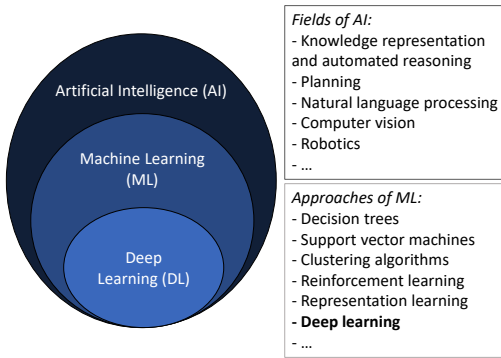 Artificial Intelligence (AI)
Machine Learning
(ML)
Deep
Learning (DL)
Fields of AI:
- Knowledge representation
and automated reasoning
- Planning
- Natural language processing
- Computer vision
- Robotics
- ...
Approaches of ML:
- Decision trees
- Support vector machines
- Clustering algorithms
- Reinforcement learning
- Representation learning
- Deep learning
- ...